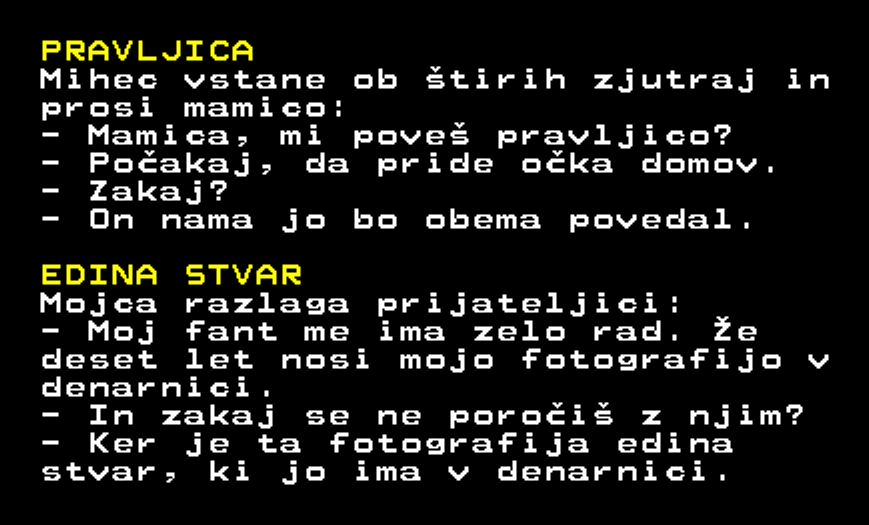 PRAVLJICA
Mihec vstane ob štirih zjutraj in
prosi mamico:
- Mamica, mi poveš pravljico?
- Počakaj, da pride očka domov.
- Zakaj?
- On nama jo bo obema povedal.
EDINA STVAR
Mojca razlaga prijateljici:
- Moj fant me ima zelo rad. Že
deset let nosi mojo fotografijo v
denarnici.
- In zakaj se ne poročiš z njim?
- Ker je ta fotografija edina
stvar, ki jo ima v denarnici.